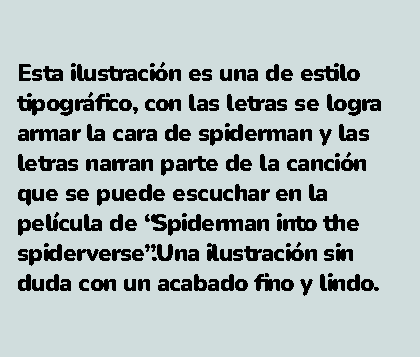 Esta ilustración es una de estilo
tipográfico, con las letras se logra
armar la cara de spiderman y las
letras narran parte de la canción
que se puede escuchar en la
película de “Spiderman into the
spiderverse”.Una ilustración sin
duda con un acabado fino y lindo.